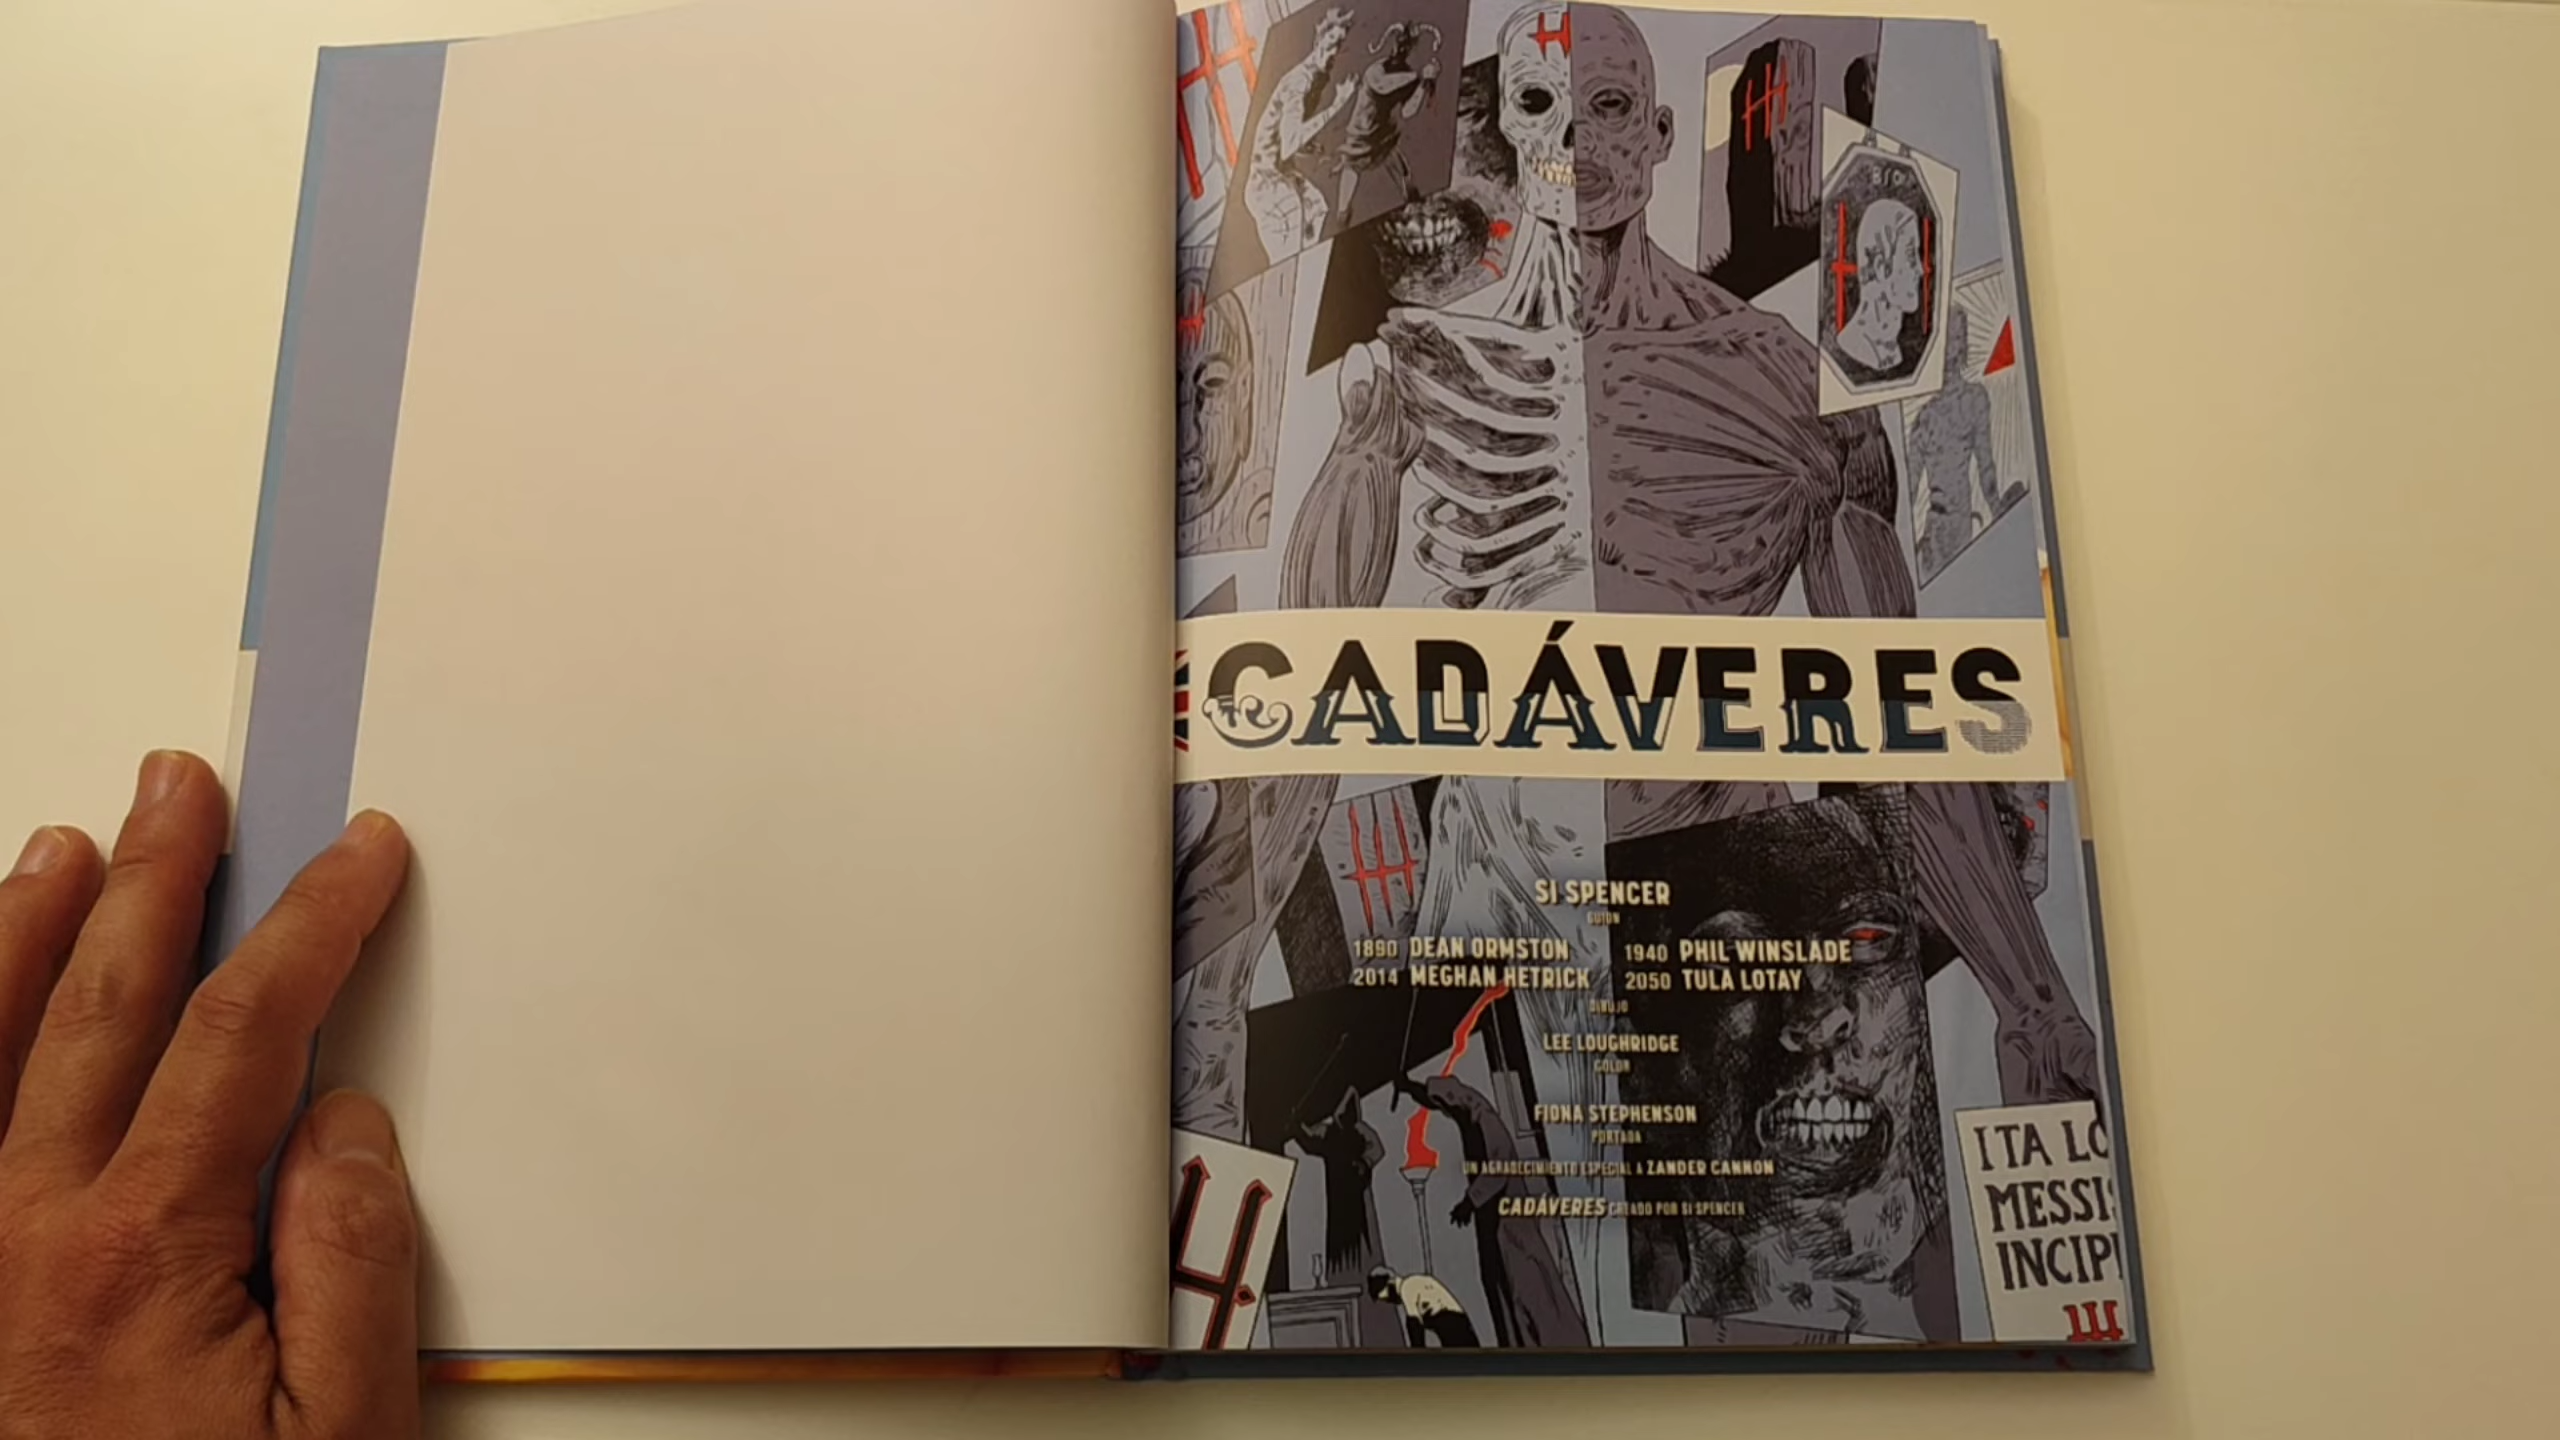 CADÁVERES
SI SPENCER
GUION
1890 DEAN ORMSTON 1940 PHIL WINSLADE
2014 MEGHAN HETRICK 2050 TULA LOTAY
DIBUJO
LEE LOUGHRIDGE
COLOR
FIONA STEPHENSON
PORTADA
UN AGRADECIMIENTO ESPECIAL A ZANDER CANNON
CADÁVERES CREADO POR SI SPENCER
ITA LO
MESSIS
INCIPI